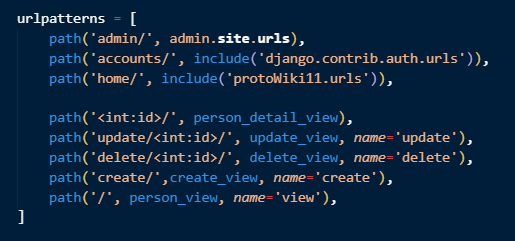 urlpatterns = [
    path('admin/', admin.site.urls),
    path('accounts/', include('django.contrib.auth.urls')),
    path('home/', include('protoWiki11.urls')),
    path('<int:id>/', person_detail_view),
    path('update/<int:id>/', update_view, name='update'),
    path('delete/<int:id>/', delete_view, name='delete'),
    path('create/',create_view, name='create'),
    path('/', person_view, name='view'),
]